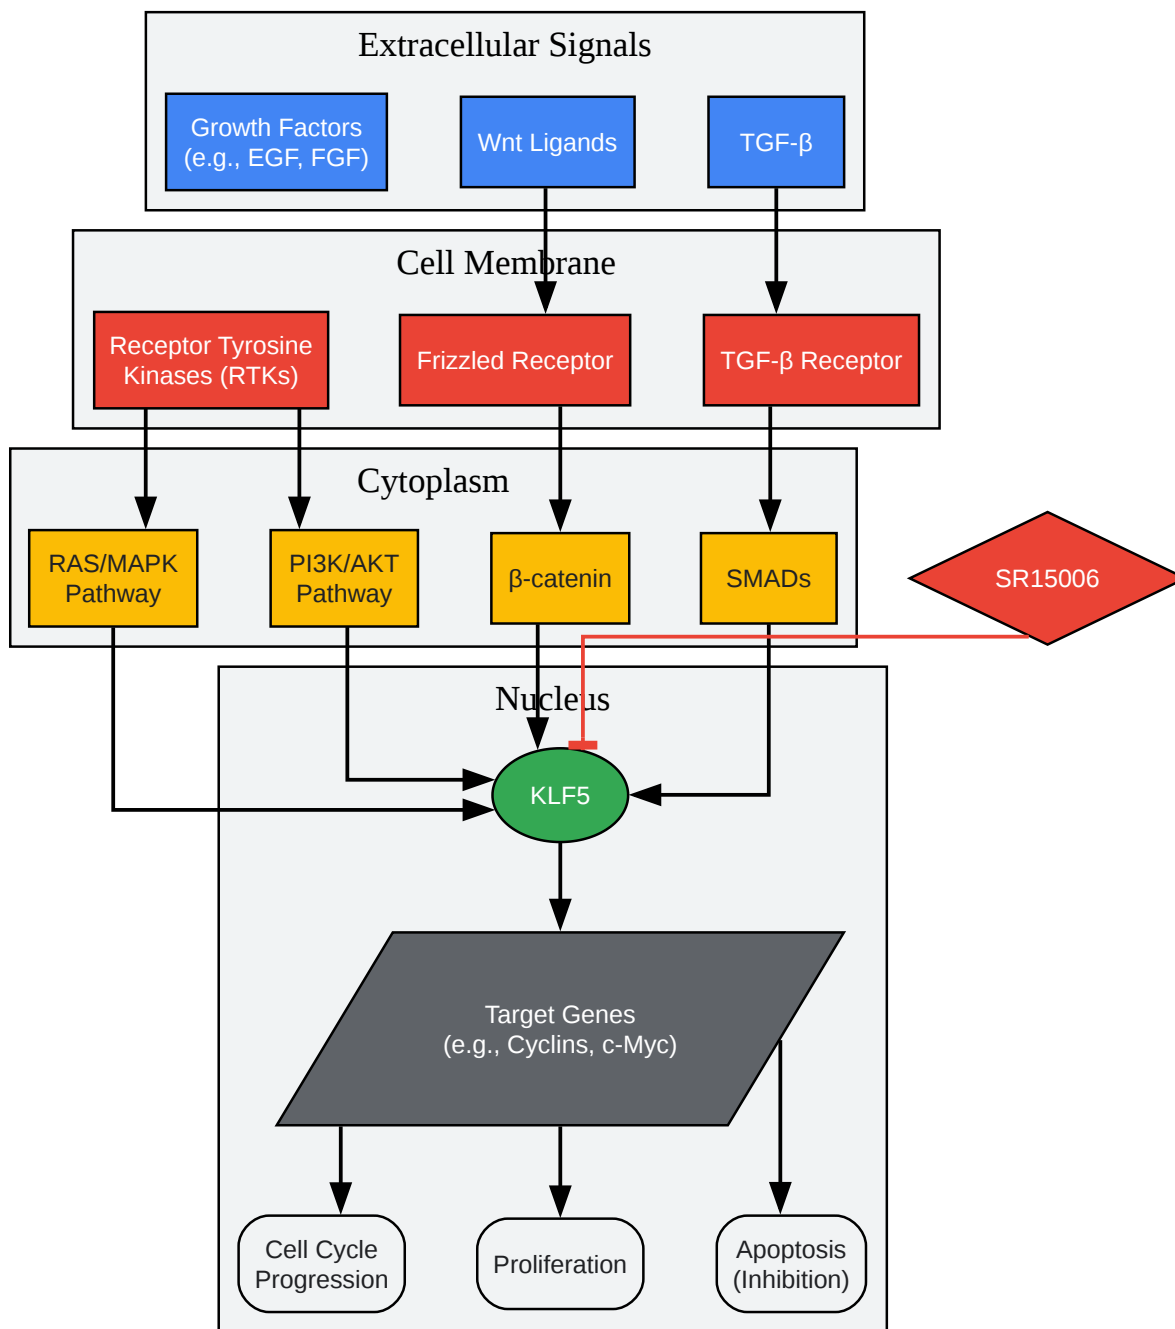 Extracellular Signals
Growth Factors
(e.g., EGF, FGF)
Wnt Ligands
TGF-β
Cell Membrane
Receptor Tyrosine
Kinases (RTKs)
Frizzled Receptor
TGF-β Receptor
Cytoplasm
RAS/MAPK
Pathway
PI3K/AKT
Pathway
β-catenin
SMADs
SR15006
Nucleus
KLF5
Target Genes
(e.g., Cyclins, c-Myc)
Cell Cycle
Progression
Proliferation
Apoptosis
(Inhibition)